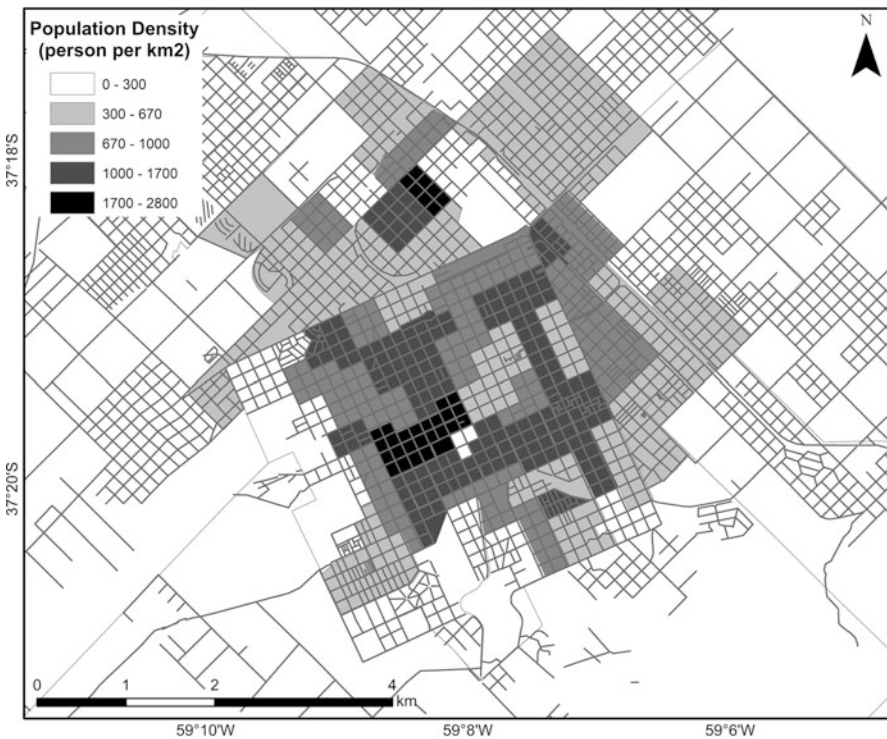 Population Density
(person per km2)
0 - 300
300 - 670
670 - 1000
1000 - 1700
1700 - 2800
N
37°18'S
37°20'S
0 1 2 4
km
59°10'W 59°8'W 59°6'W